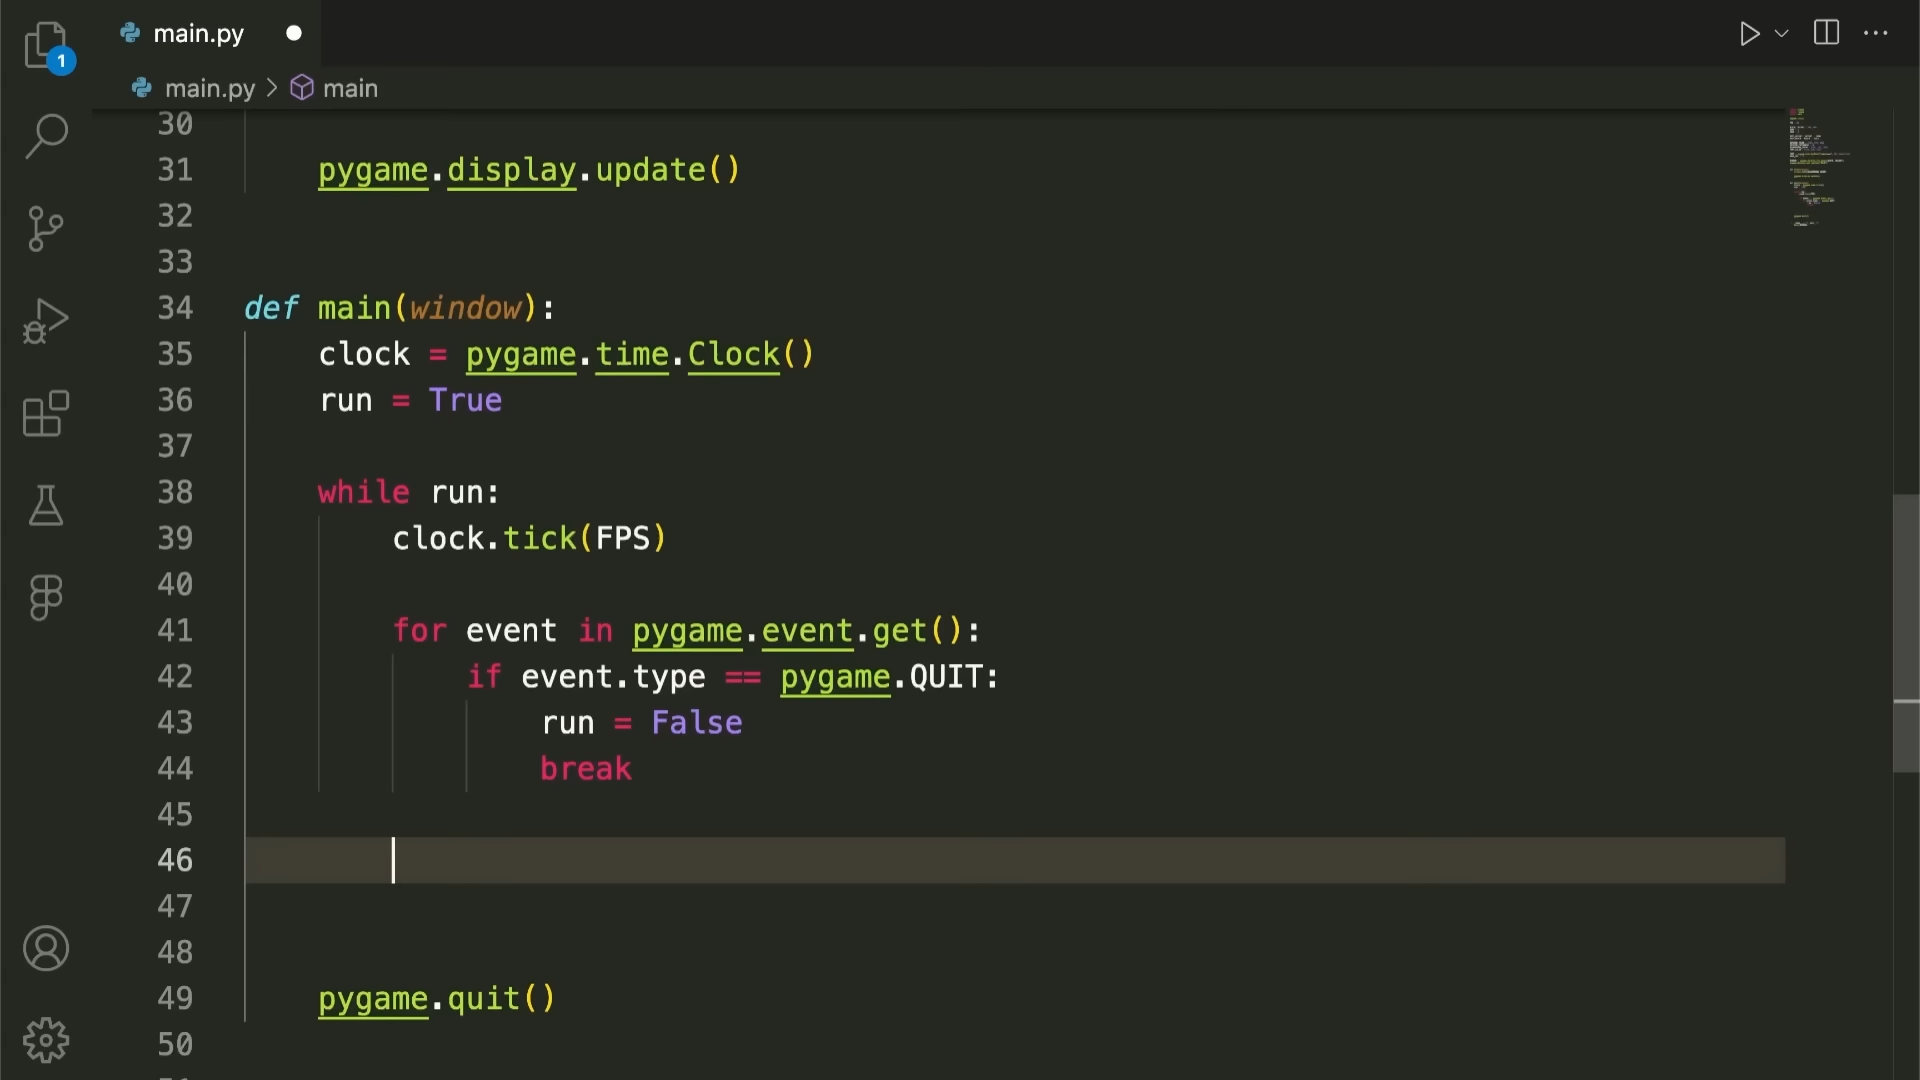 main.py
main.py > main
1
30
31 pygame.display.update()
32
33
34 def main(window):
35 clock = pygame.time.Clock()
36 run = True
37
38 while run:
39 clock.tick(FPS)
40
41 for event in pygame.event.get():
42 if event.type == pygame.QUIT:
43 run = False
44 break
45
46
47
48
49 pygame.quit()
50